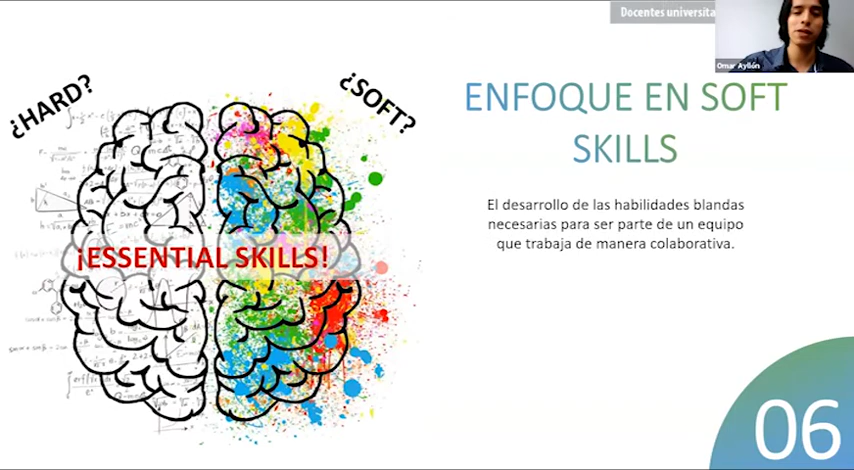 Docentes universita
Omar Ayllón
¿HARD?
¿SOFT?
¡ESSENTIAL SKILLS!
ENFOQUE EN SOFT
SKILLS
El desarrollo de las habilidades blandas
necesarias para ser parte de un equipo
que trabaja de manera colaborativa.
06